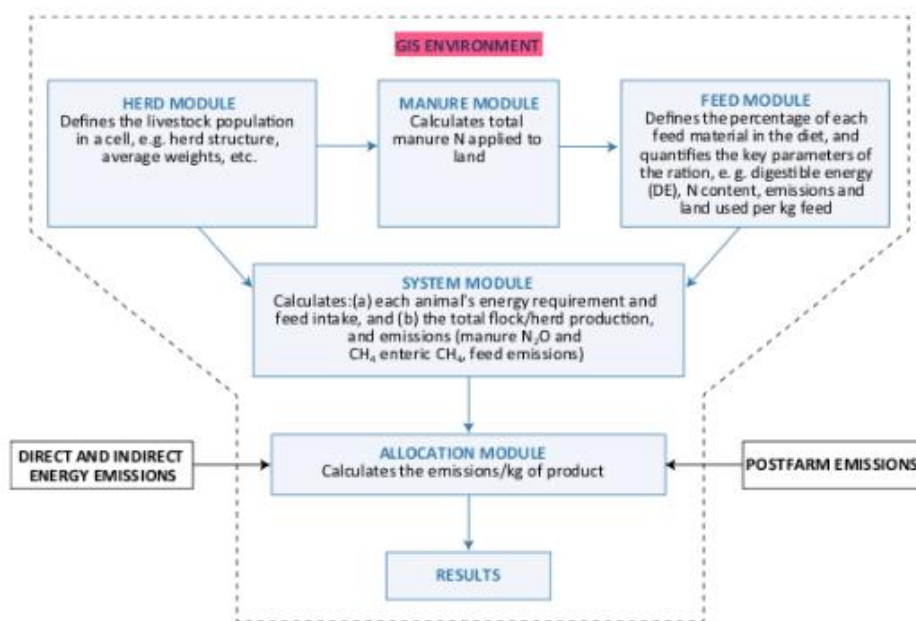 GIS ENVIRONMENT
HERD MODULE
Defines the livestock population
in a cell, e.g. herd structure,
average weights, etc.
MANURE MODULE
Calculates total
manure N applied to
land
FEED MODULE
Defines the percentage of each
feed material in the diet, and
quantifies the key parameters of
the ration, e. g. digestible energy
(DE), N content, emissions and
land used per kg feed
SYSTEM MODULE
Calculates:(a) each animal's energy requirement and
feed intake, and (b) the total flock/herd production,
and emissions (manure N₂O and
CH₄ enteric CH₄, feed emissions)
DIRECT AND INDIRECT
ENERGY EMISSIONS
ALLOCATION MODULE
Calculates the emissions/kg of product
POSTFARM EMISSIONS
RESULTS